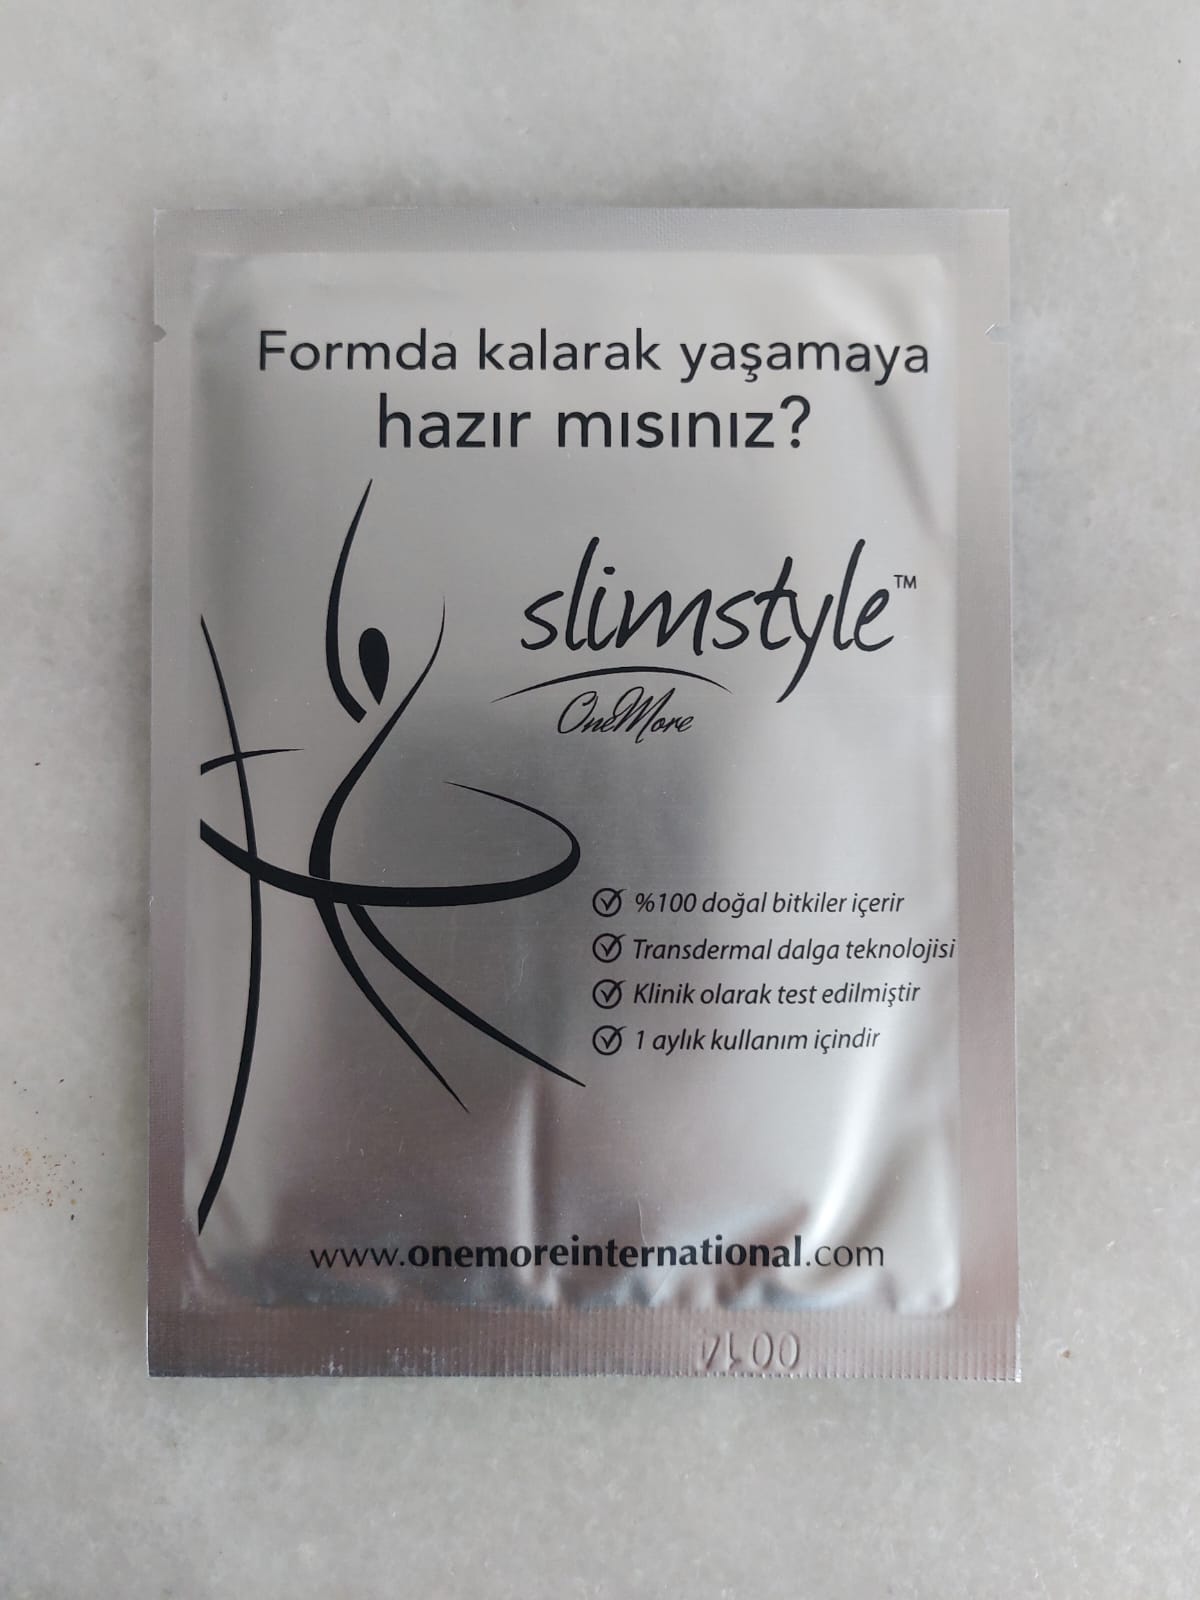 Formda kalarak yaşamaya
hazır mısınız?
slimstyle™
OneMore
%100 doğal bitkiler içerir
Transdermal dalga teknolojisi
Klinik olarak test edilmiştir
1 aylık kullanım içindir
www.onemoreinternational.com